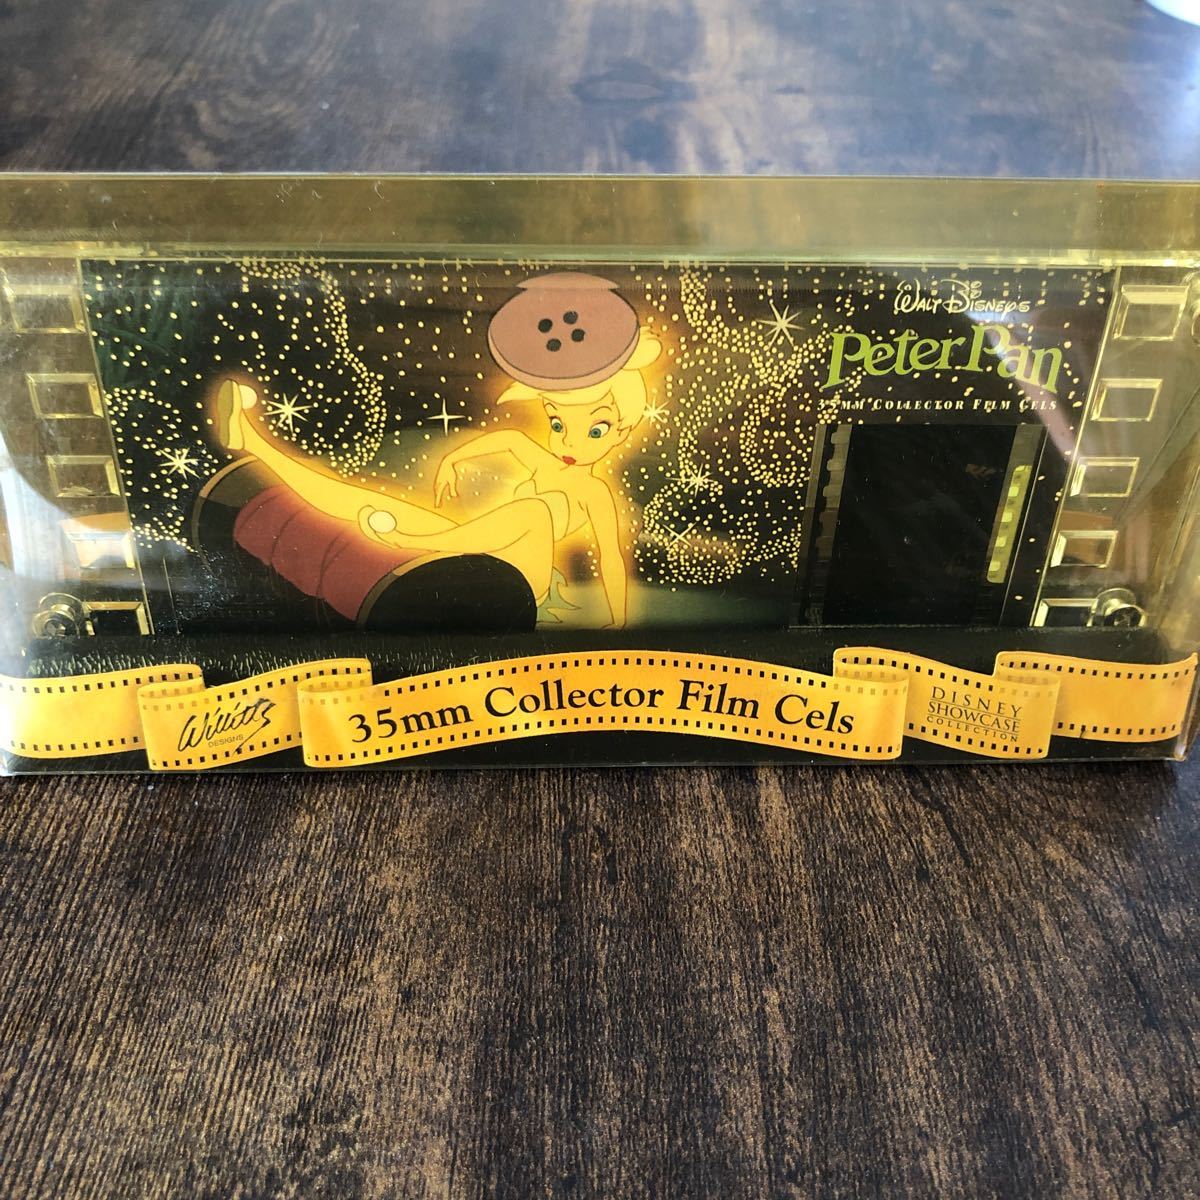 Walt Disney's
Peter Pan
35mm Collector Film Cels
Willitts
DESIGNS
35mm Collector Film Cels
DISNEY
SHOWCASE
COLLECTION